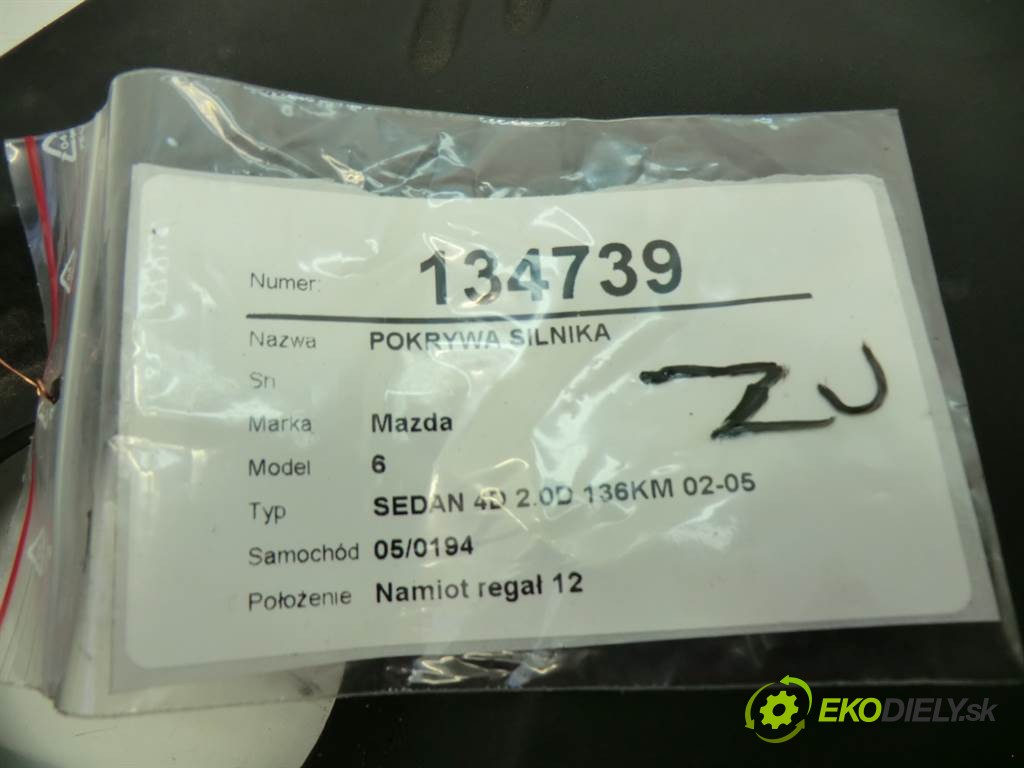 Numer: 134739
Nazwa POKRYWA SILNIKA
Sn
Marka Mazda
Model 6
Typ SEDAN 4D 2.0D 136KM 02-05
Samochód 05/0194
Położenie Namiot regał 12
ZU
EKODIELY.sk